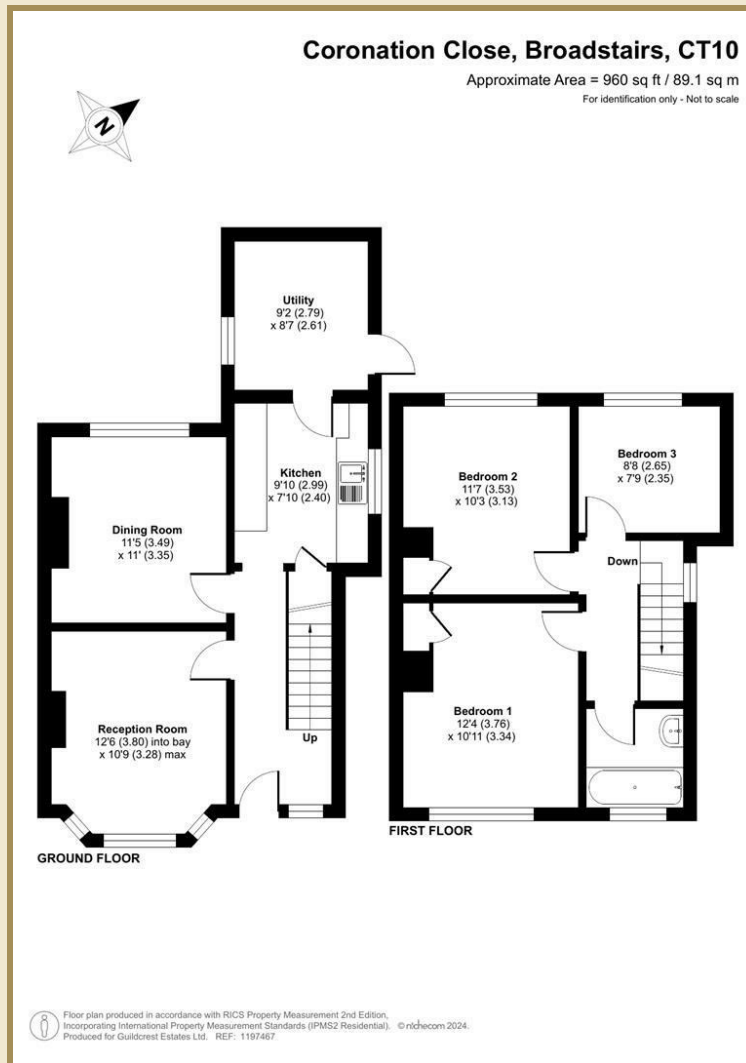 Coronation Close, Broadstairs, CT10
Approximate Area = 960 sq ft / 89.1 sq m
For identification only - Not to scale
N
Utility
9'2 (2.79)
x 8'7 (2.61)
Kitchen
9'10 (2.99)
x 7'10 (2.40)
Dining Room
11'5 (3.49)
x 11' (3.35)
Reception Room
12'6 (3.80) into bay
x 10'9 (3.28) max
Up
GROUND FLOOR
Bedroom 2
11'7 (3.53)
x 10'3 (3.13)
Bedroom 3
8'8 (2.65)
x 7'9 (2.35)
Down
Bedroom 1
12'4 (3.76)
x 10'11 (3.34)
FIRST FLOOR
Floor plan produced in accordance with RICS Property Measurement 2nd Edition,
Incorporating International Property Measurement Standards (IPMS2 Residential). © nichecom 2024.
Produced for Guildcrest Estates Ltd. REF: 1197467